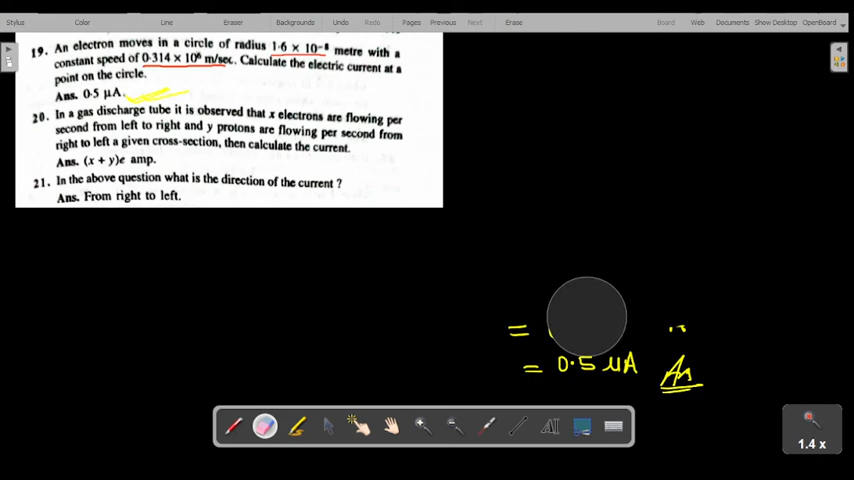 Style Color Line Eraser Backgrounds Undo Redo Pages Previous Next Erase Board Web Documents Show Desktop OpenBoard
19. An electron moves in a circle of radius 1·6 × 10⁻⁸ metre with a
constant speed of 0·314 × 10⁶ m/sec. Calculate the electric current at a
point on the circle.
Ans. 0·5 μA.
20. In a gas discharge tube it is observed that x electrons are flowing per
second from left to right and y protons are flowing per second from
right to left a given cross-section, then calculate the current.
Ans. (x + y)e amp.
21. In the above question what is the direction of the current ?
Ans. From right to left.
=
= 0.5 μA Ans
1.4 x